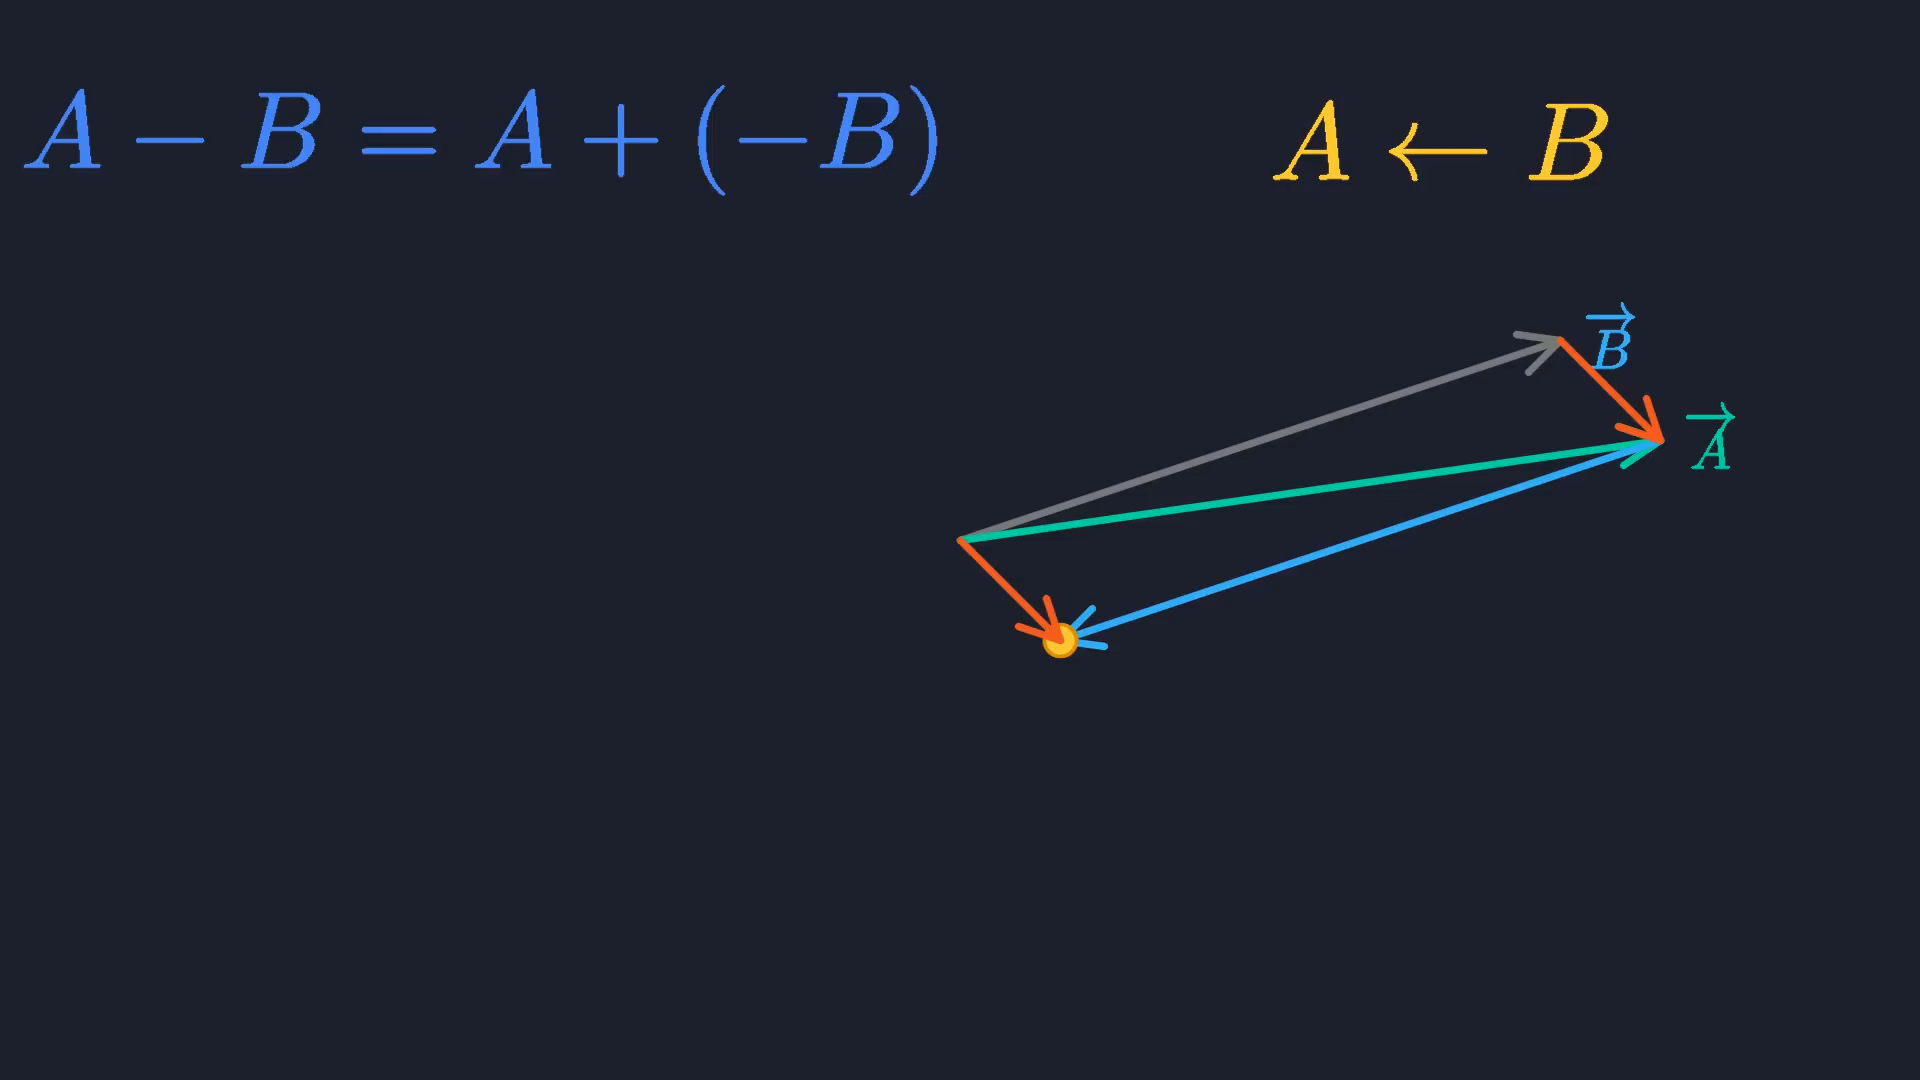 A − B = A + (−B)
A ← B
B⃗
A⃗